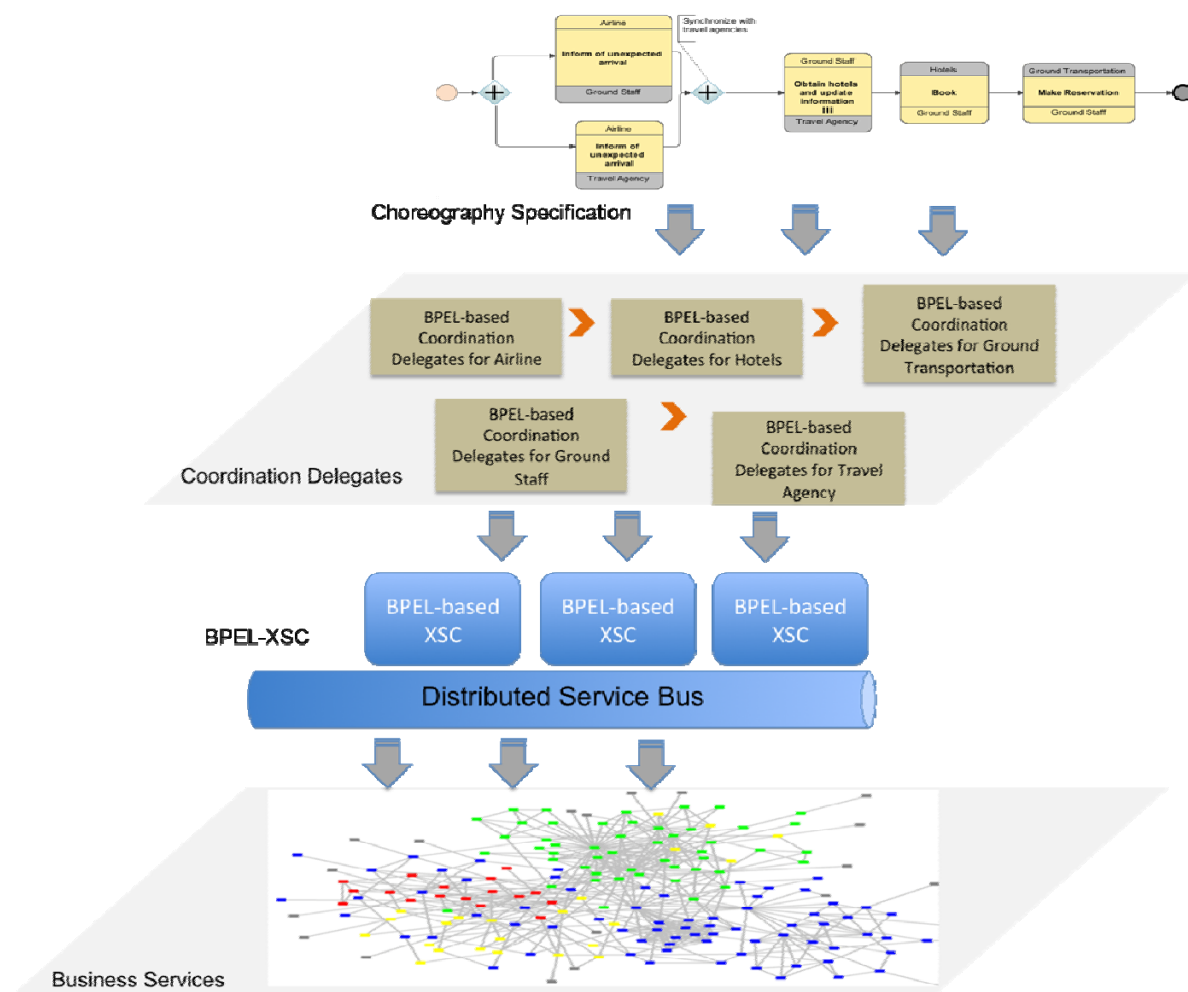 Airline
Inform of unexpected
arrival
Ground Staff
Synchronize with
travel agencies
Airline
Inform of
unexpected
arrival
Travel Agency
Ground Staff
Obtain hotels
and update
information
Travel Agency
Hotels
Book
Ground Staff
Ground Transportation
Make Reservation
Ground Staff
Choreography Specification
BPEL-based
Coordination
Delegates for Airline
BPEL-based
Coordination
Delegates for Hotels
BPEL-based
Coordination
Delegates for Ground
Transportation
BPEL-based
Coordination
Delegates for Ground
Staff
BPEL-based
Coordination
Delegates for Travel
Agency
Coordination Delegates
BPEL-based
XSC
BPEL-based
XSC
BPEL-based
XSC
BPEL-XSC
Distributed Service Bus
Business Services